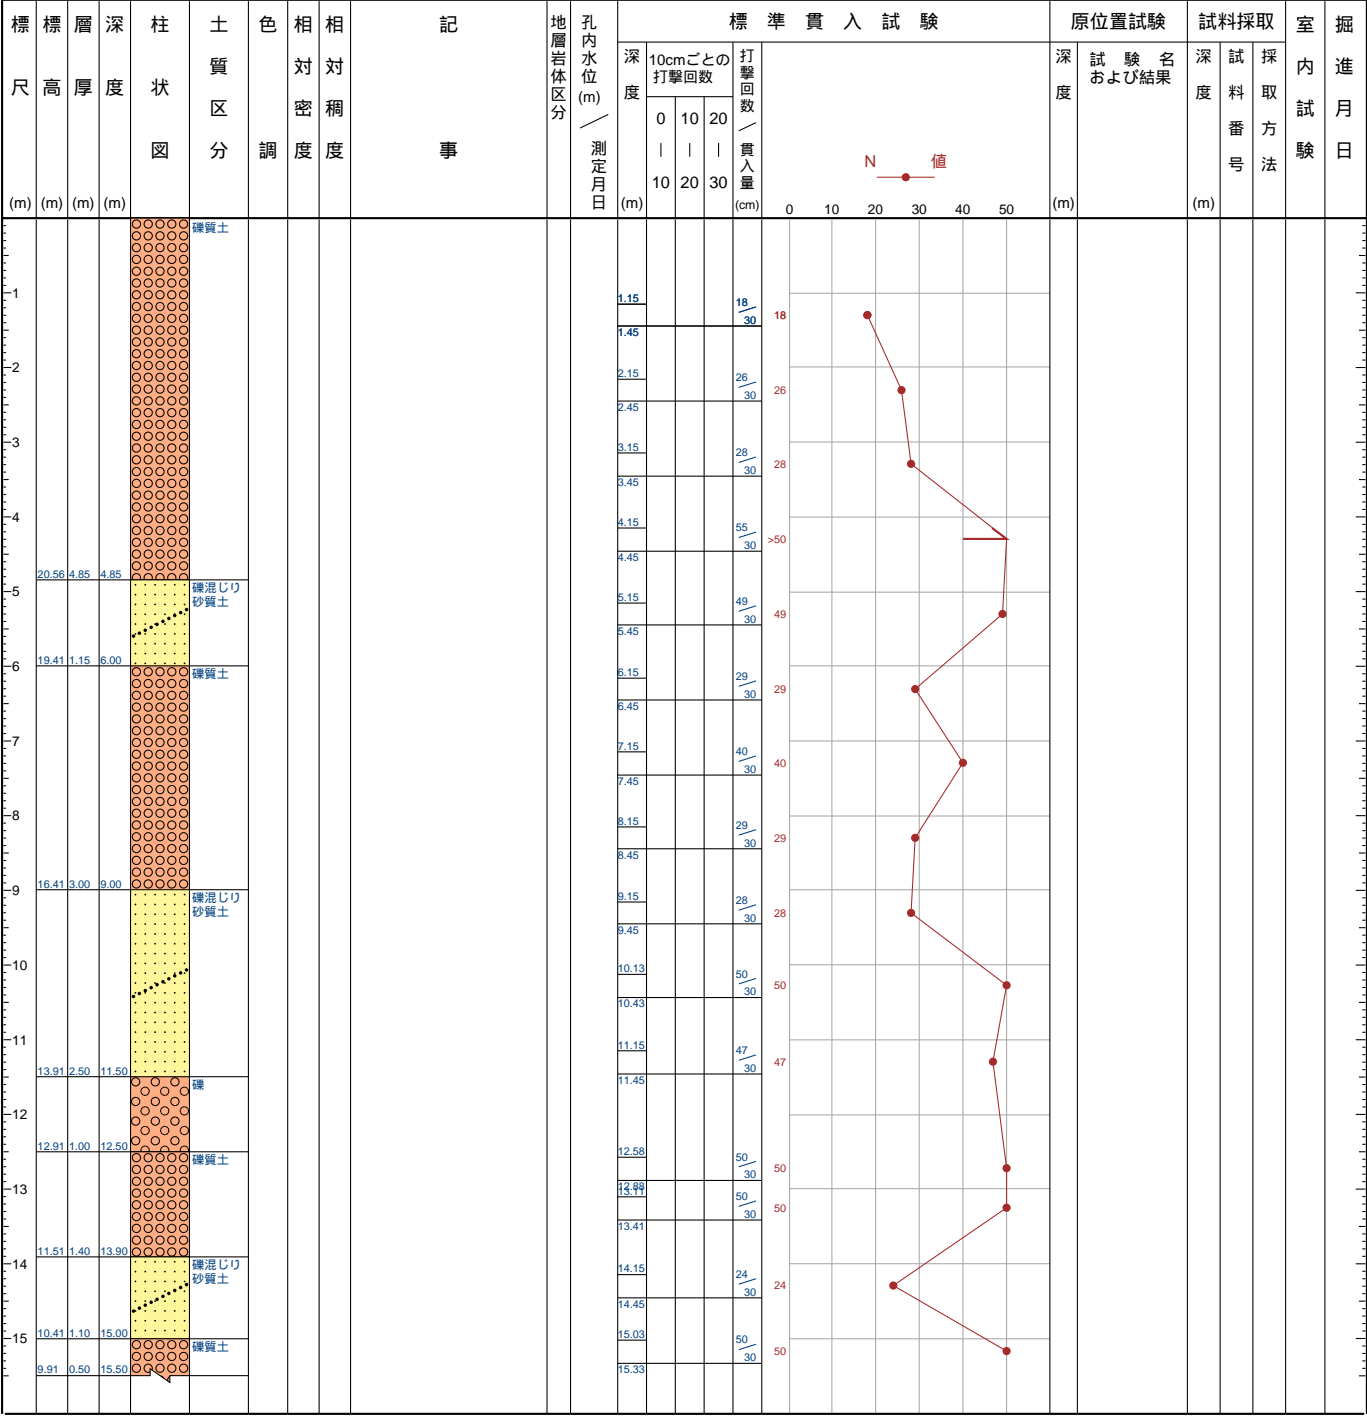 標尺 (m)
標高 (m)
層厚 (m)
深度 (m)
柱状図
土質区分
色調
相対密度
相対稠度
記事
地層岩体区分
孔内水位(m)／測定月日
標準貫入試験
深度 (m)
10cmごとの
打撃回数
0 10 20
| | |
10 20 30
打撃回数／貫入量 (cm)
N 値
0 10 20 30 40 50
原位置試験
深度 (m)
試験名
および結果
試料採取
深度 (m)
試料番号
採取方法
室内試験
掘進月日
礫質土
1
1.15 18/30 18
1.45
2
2.15 26/30 26
2.45
3
3.15 28/30 28
3.45
4
4.15 55/30 >50
4.45
20.56 4.85 4.85
礫混じり
砂質土
5
5.15 49/30 49
5.45
19.41 1.15 6.00
6
礫質土
6.15 29/30 29
6.45
7
7.15 40/30 40
7.45
8
8.15 29/30 29
8.45
16.41 3.00 9.00
9
礫混じり
砂質土
9.15 28/30 28
9.45
10
10.13 50/30 50
10.43
11
11.15 47/30 47
13.91 2.50 11.50
11.45
礫
12
12.91 1.00 12.50
12.58 50/30 50
礫質土
12.88
13
13.11 50/30 50
13.41
11.51 1.40 13.90
14
礫混じり
砂質土
14.15 24/30 24
14.45
10.41 1.10 15.00
15
15.03 50/30 50
礫質土
15.33
9.91 0.50 15.50